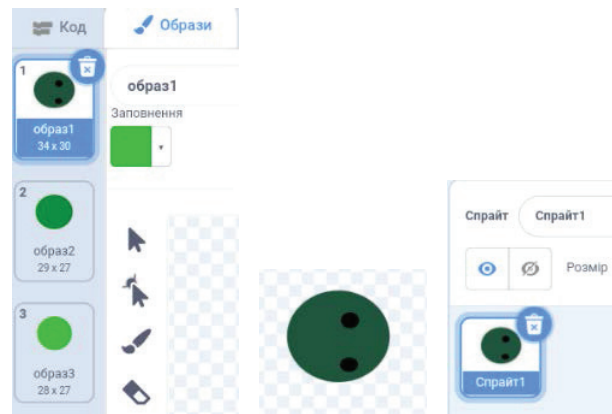 Код
Образи
1
образ1
34 x 30
2
образ2
29 x 27
3
образ3
28 x 27
образ1
Заповнення
Спрайт
Спрайт1
Розмір
Спрайт1